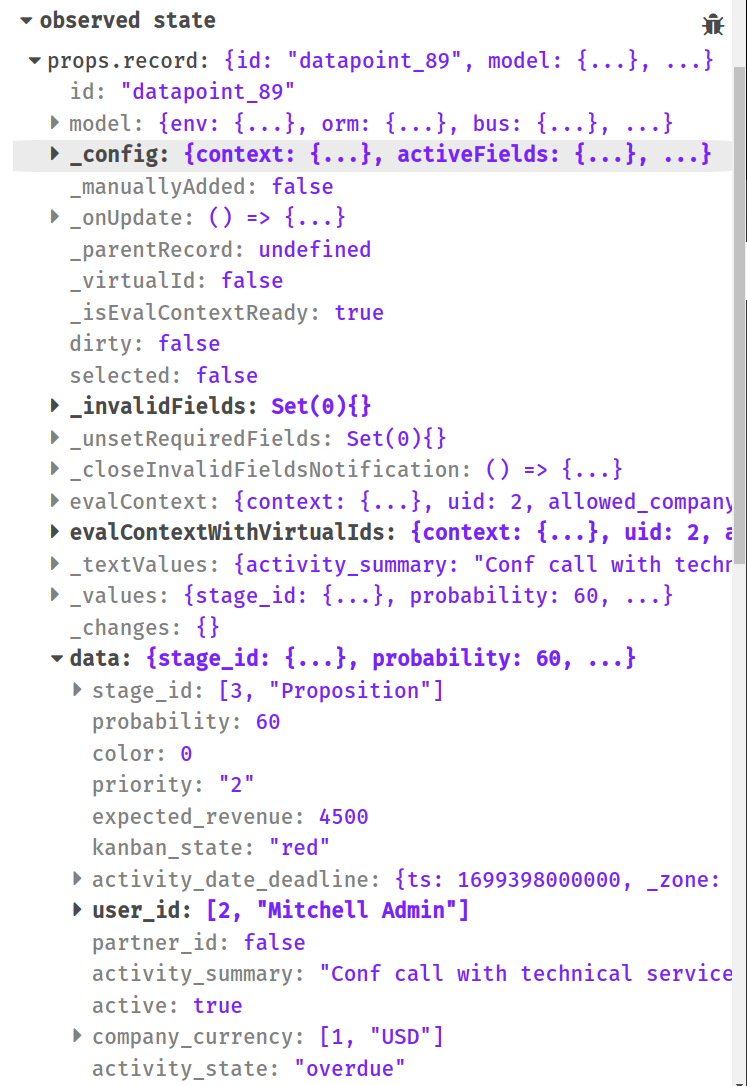 observed state
props.record: {id: "datapoint_89", model: {...}, ...}
id: "datapoint_89"
model: {env: {...}, orm: {...}, bus: {...}, ...}
_config: {context: {...}, activeFields: {...}, ...}
_manuallyAdded: false
_onUpdate: () => {...}
_parentRecord: undefined
_virtualId: false
_isEvalContextReady: true
dirty: false
selected: false
_invalidFields: Set(0){}
_unsetRequiredFields: Set(0){}
_closeInvalidFieldsNotification: () => {...}
evalContext: {context: {...}, uid: 2, allowed_company
evalContextWithVirtualIds: {context: {...}, uid: 2, a
_textValues: {activity_summary: "Conf call with techn
_values: {stage_id: {...}, probability: 60, ...}
_changes: {}
data: {stage_id: {...}, probability: 60, ...}
stage_id: [3, "Proposition"]
probability: 60
color: 0
priority: "2"
expected_revenue: 4500
kanban_state: "red"
activity_date_deadline: {ts: 1699398000000, _zone:
user_id: [2, "Mitchell Admin"]
partner_id: false
activity_summary: "Conf call with technical service
active: true
company_currency: [1, "USD"]
activity_state: "overdue"